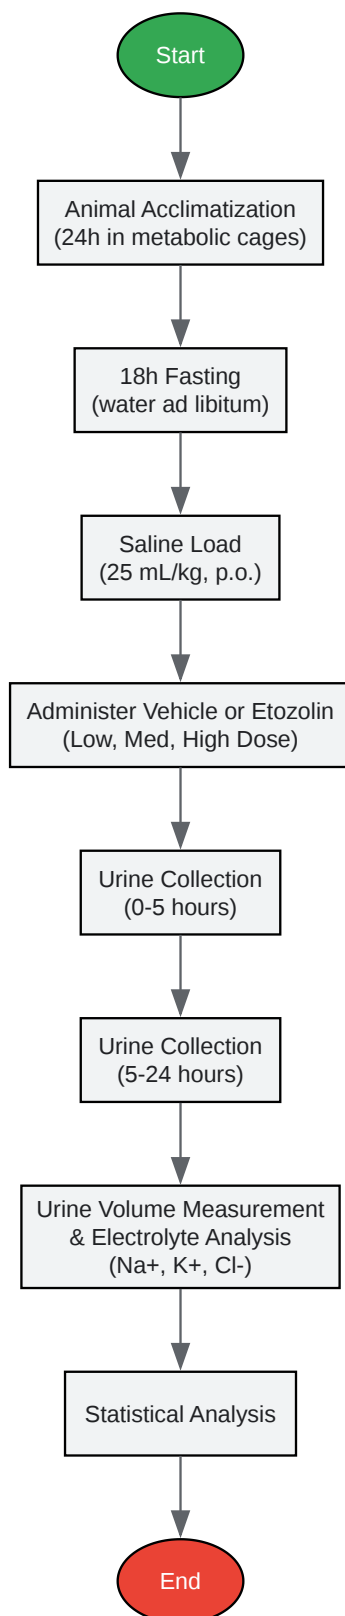 Start
Animal Acclimatization
(24h in metabolic cages)
18h Fasting
(water ad libitum)
Saline Load
(25 mL/kg, p.o.)
Administer Vehicle or Etozolin
(Low, Med, High Dose)
Urine Collection
(0-5 hours)
Urine Collection
(5-24 hours)
Urine Volume Measurement
& Electrolyte Analysis
(Na+, K+, Cl-)
Statistical Analysis
End